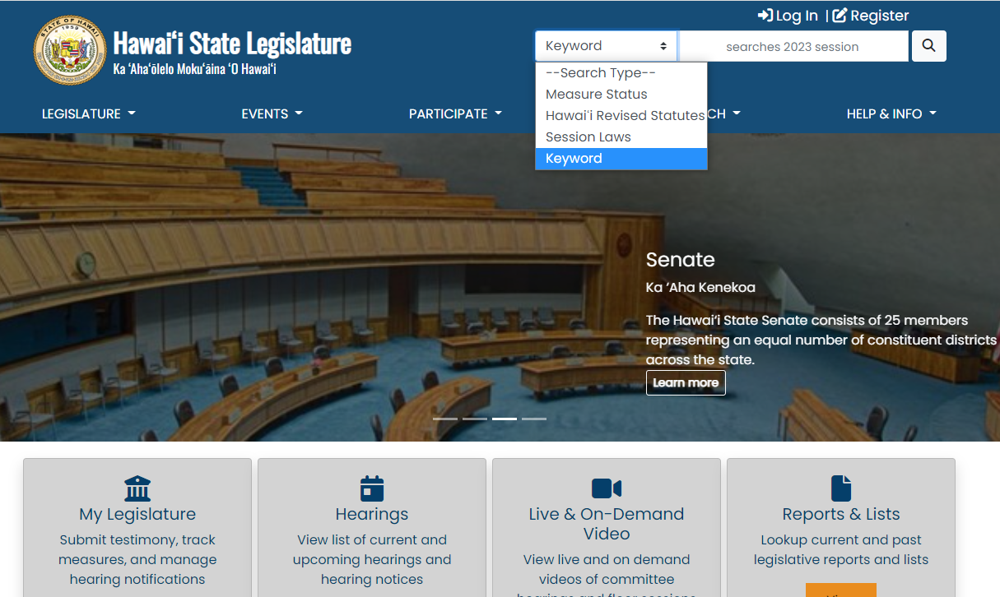 Log In | Register
STATE OF HAWAII
1959
Hawaiʻi State Legislature
Ka ʻAhaʻōlelo Mokuʻāina ʻO Hawaiʻi
Keyword
searches 2023 session
--Search Type--
Measure Status
Hawaiʻi Revised Statutes
Session Laws
Keyword
LEGISLATURE
EVENTS
PARTICIPATE
CH
HELP & INFO
Senate
Ka ʻAha Kenekoa
The Hawaiʻi State Senate consists of 25 members
representing an equal number of constituent districts
across the state.
Learn more
My Legislature
Submit testimony, track
measures, and manage
hearing notifications
Hearings
View list of current and
upcoming hearings and
hearing notices
Live & On-Demand
Video
View live and on demand
videos of committee
hearings and floor sessions
Reports & Lists
Lookup current and past
legislative reports and lists